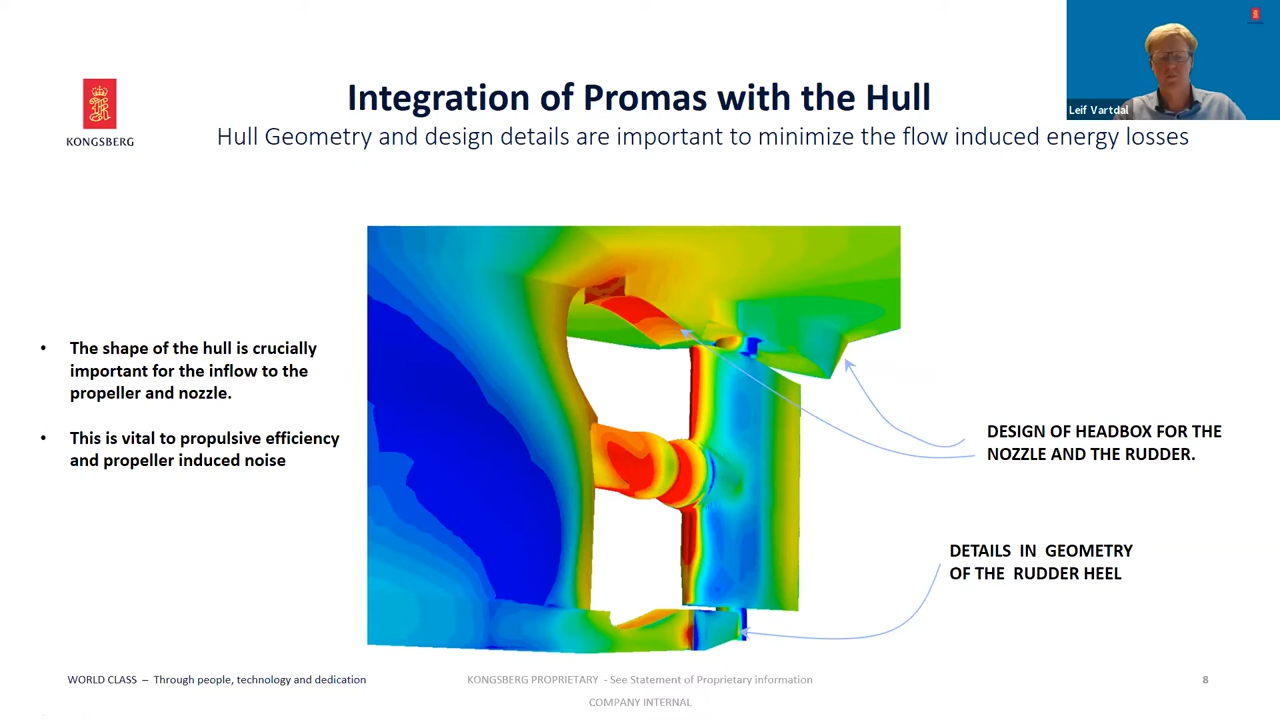 Leif Vartdal
KONGSBERG
Integration of Promas with the Hull
Hull Geometry and design details are important to minimize the flow induced energy losses
• The shape of the hull is crucially
important for the inflow to the
propeller and nozzle.
• This is vital to propulsive efficiency
and propeller induced noise
DESIGN OF HEADBOX FOR THE
NOZZLE AND THE RUDDER.
DETAILS IN GEOMETRY
OF THE RUDDER HEEL
WORLD CLASS – Through people, technology and dedication
KONGSBERG PROPRIETARY - See Statement of Proprietary information
8
COMPANY INTERNAL